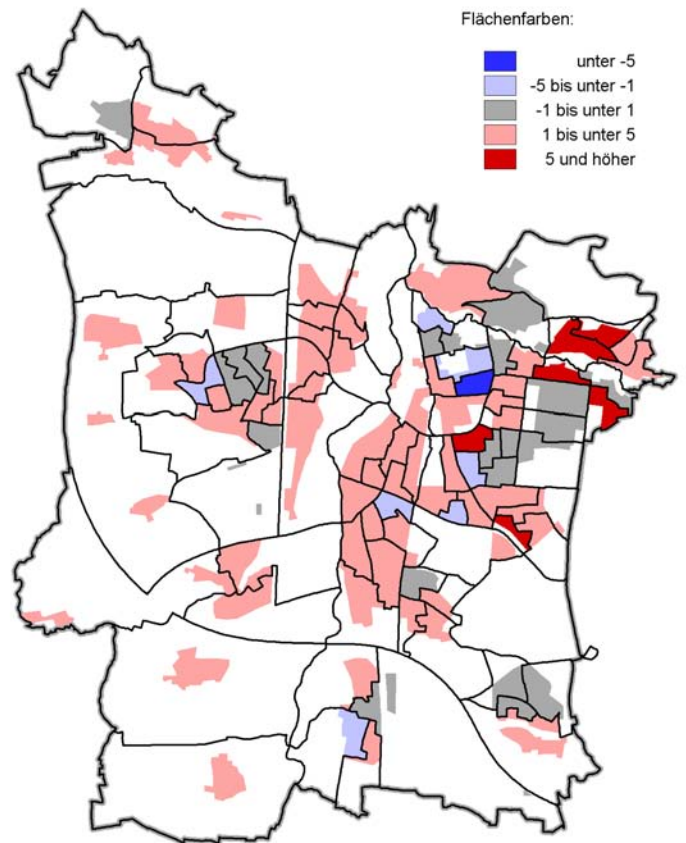 Flächenfarben:
unter -5
-5 bis unter -1
-1 bis unter 1
1 bis unter 5
5 und höher